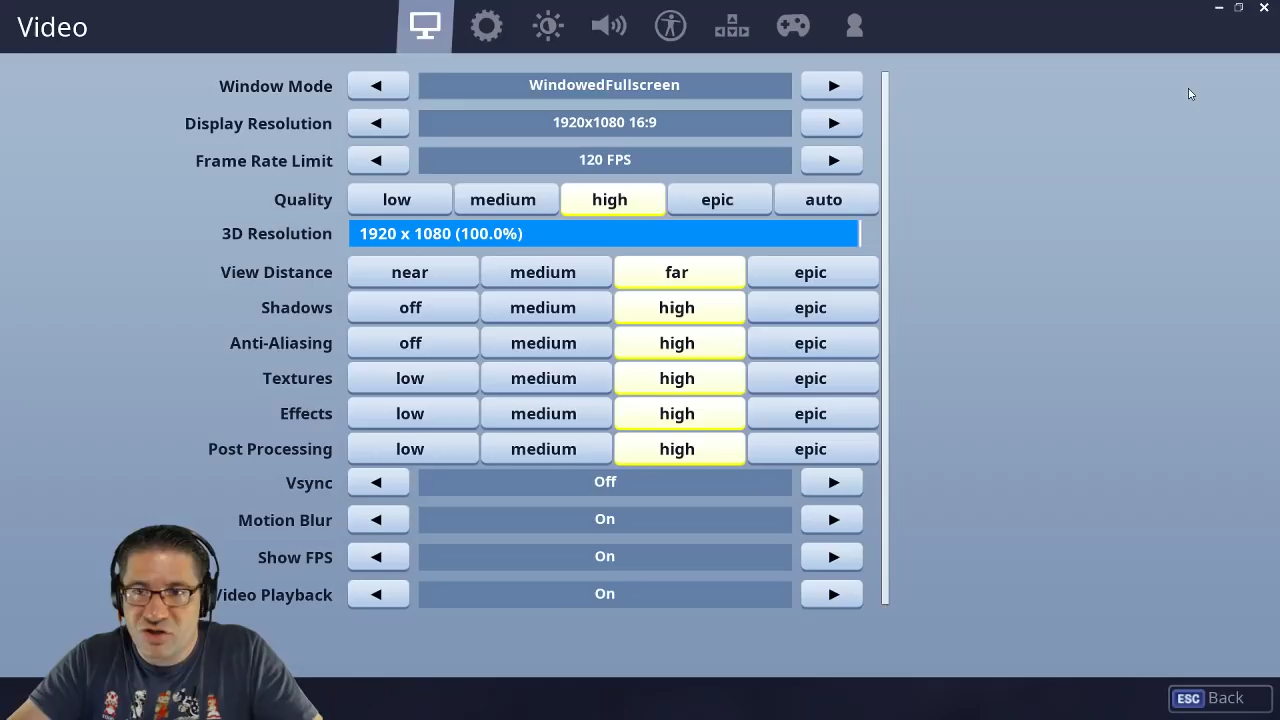 Video
Window Mode ◄ WindowedFullscreen ►
Display Resolution ◄ 1920x1080 16:9 ►
Frame Rate Limit ◄ 120 FPS ►
Quality low medium high epic auto
3D Resolution 1920 x 1080 (100.0%)
View Distance near medium far epic
Shadows off medium high epic
Anti-Aliasing off medium high epic
Textures low medium high epic
Effects low medium high epic
Post Processing low medium high epic
Vsync ◄ Off ►
Motion Blur ◄ On ►
Show FPS ◄ On ►
Video Playback ◄ On ►
ESC Back